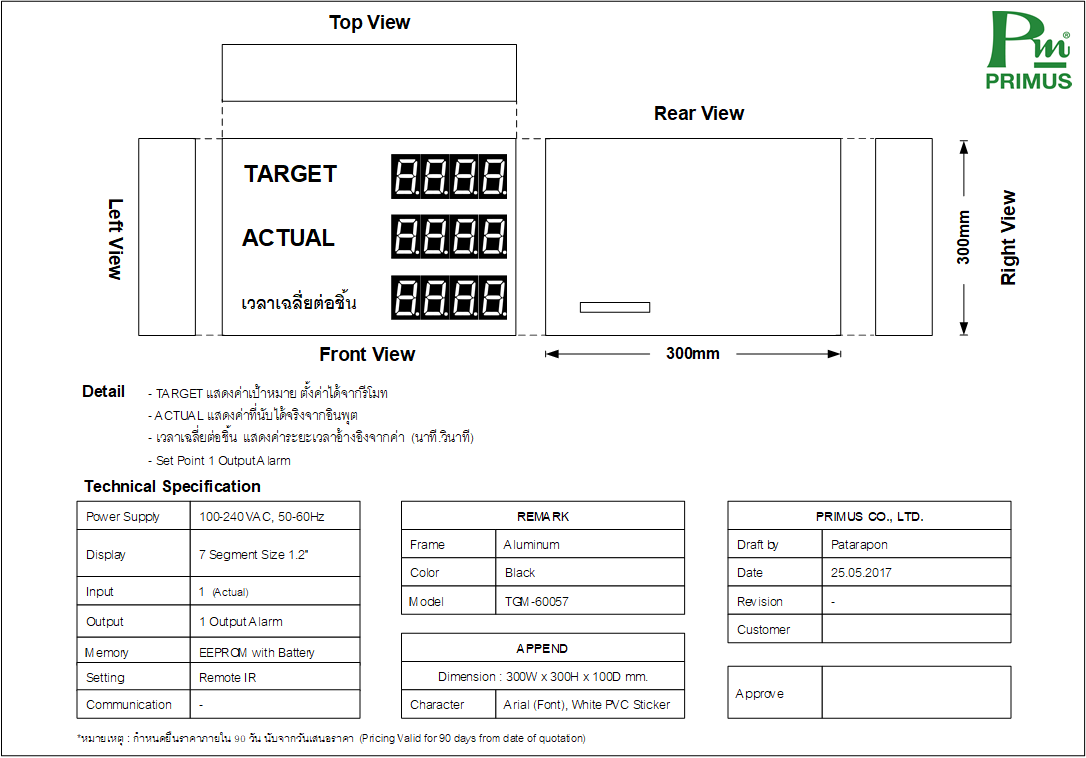 Top View
Pm®
PRIMUS
Rear View
Left View
TARGET 8.8.8.8.
ACTUAL 8.8.8.8.
เวลาเฉลี่ยต่อชิ้น 8.8.8.8.
300mm
Right View
Front View
300mm
Detail
- TARGET แสดงค่าเป้าหมาย ตั้งค่าได้จากรีโมท
- ACTUAL แสดงค่าที่นับได้จริงจากอินพุต
- เวลาเฉลี่ยต่อชิ้น แสดงค่าระยะเวลาอ้างอิงจากค่า (นาที.วินาที)
- Set Point 1 Output Alarm
Technical Specification
Power Supply 100-240 VAC, 50-60Hz
Display 7 Segment Size 1.2"
Input 1 (Actual)
Output 1 Output Alarm
Memory EEPROM with Battery
Setting Remote IR
Communication -
REMARK
Frame Aluminum
Color Black
Model TGM-60057
APPEND
Dimension : 300W x 300H x 100D mm.
Character Arial (Font), White PVC Sticker
PRIMUS CO., LTD.
Draft by Patarapon
Date 25.05.2017
Revision -
Customer
Approve
*หมายเหตุ : กำหนดยืนราคาภายใน 90 วัน นับจากวันเสนอราคา (Pricing Valid for 90 days from date of quotation)